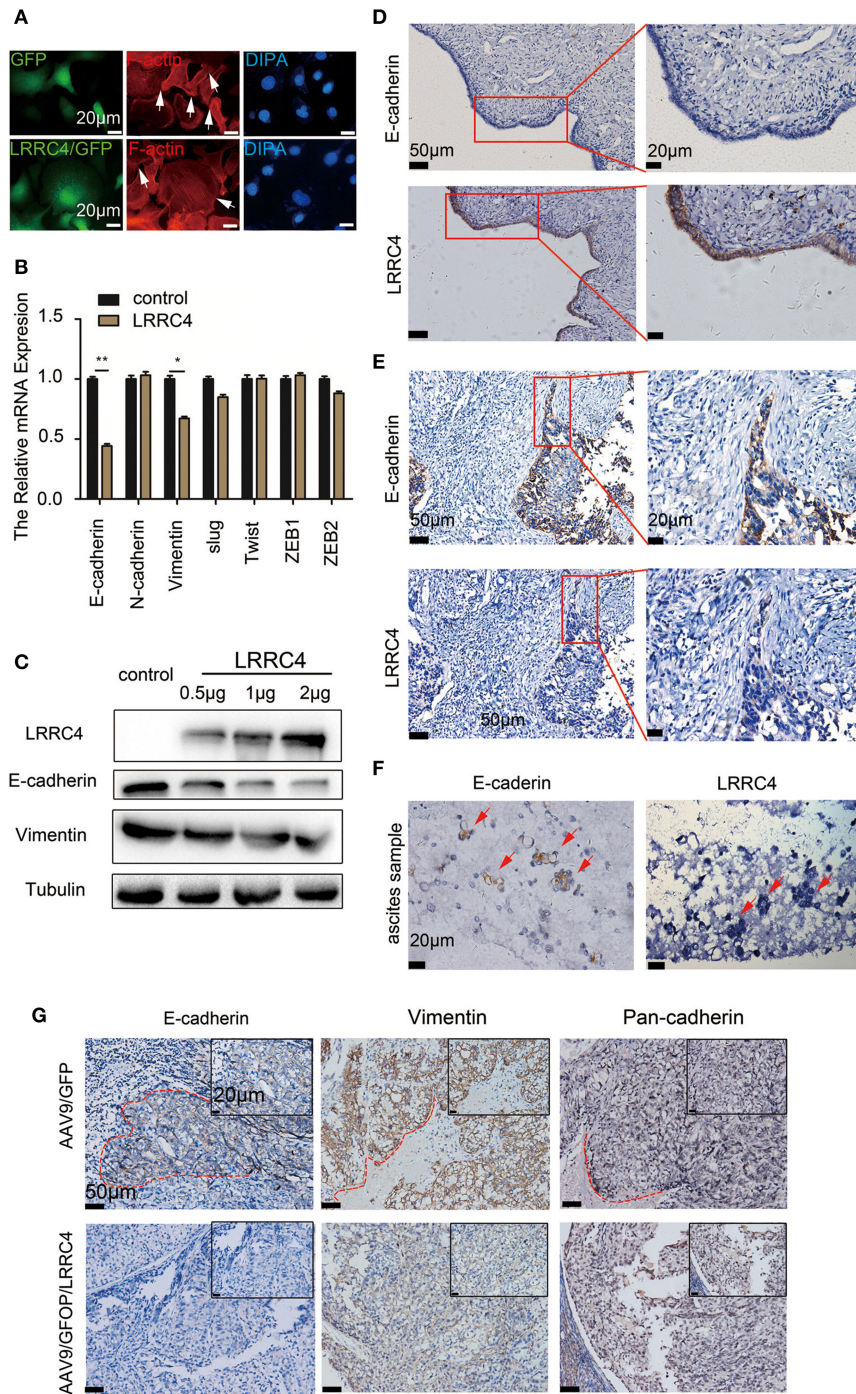 A
GFP
F-actin
DIPA
20μm
LRRC4/GFP
F-actin
DIPA
20μm
B
control
LRRC4
The Relative mRNA Experission
1.5
1.0
0.5
0.0
**
*
E-cadherin
N-cadherin
Vimentin
slug
Twist
ZEB1
ZEB2
C
control
LRRC4
0.5μg
1μg
2μg
LRRC4
E-cadherin
Vimentin
Tubulin
D
E-cadherin
50μm
20μm
LRRC4
E
E-cadherin
50μm
20μm
LRRC4
50μm
F
E-caderin
LRRC4
ascites sample
20μm
G
E-cadherin
Vimentin
Pan-cadherin
AAV9/GFP
20μm
50μm
AAV9/GFOP/LRRC4